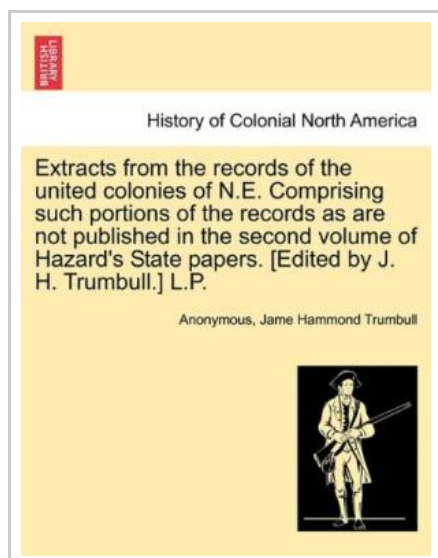 BRITISH
LIBRARY
History of Colonial North America
Extracts from the records of the
united colonies of N.E. Comprising
such portions of the records as are
not published in the second volume of
Hazard's State papers. [Edited by J.
H. Trumbull.] L.P.
Anonymous, Jame Hammond Trumbull